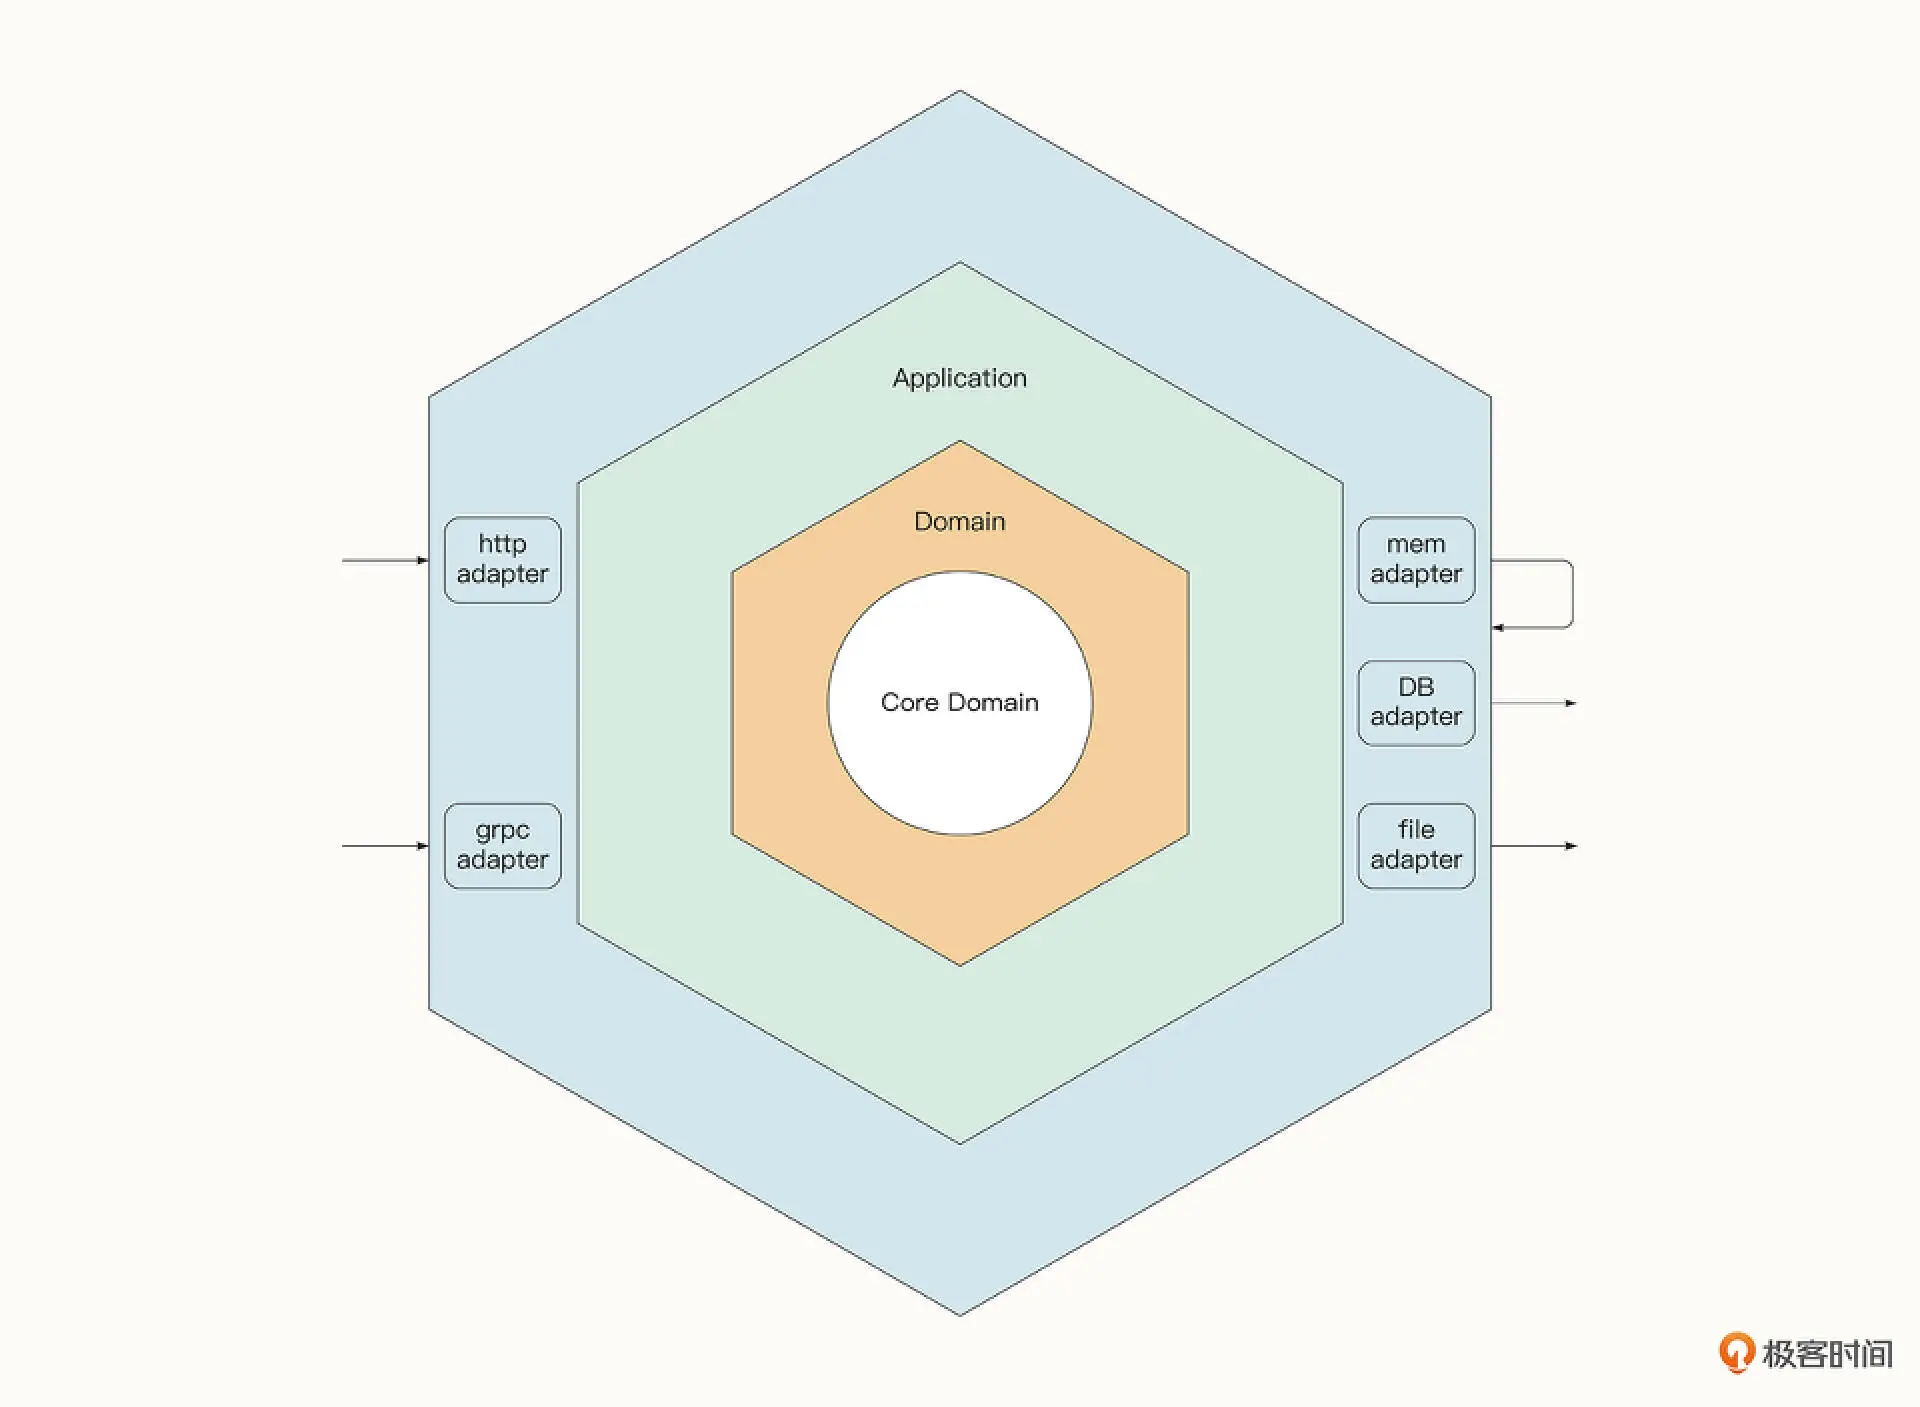 Application
Domain
Core Domain
http
adapter
grpc
adapter
mem
adapter
DB
adapter
file
adapter
极客时间